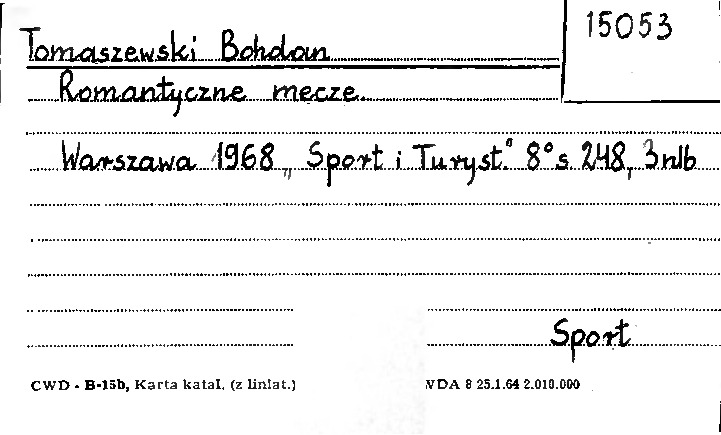 15053
Tomaszewski Bohdan
Romantyczne mecze.
Warszawa 1968 „Sport i Turyst." 8° s. 248, 3 nlb
Sport
CWD - B-15b, Karta katal. (z liniat.) WDA 8 25.1.64 2.010.000